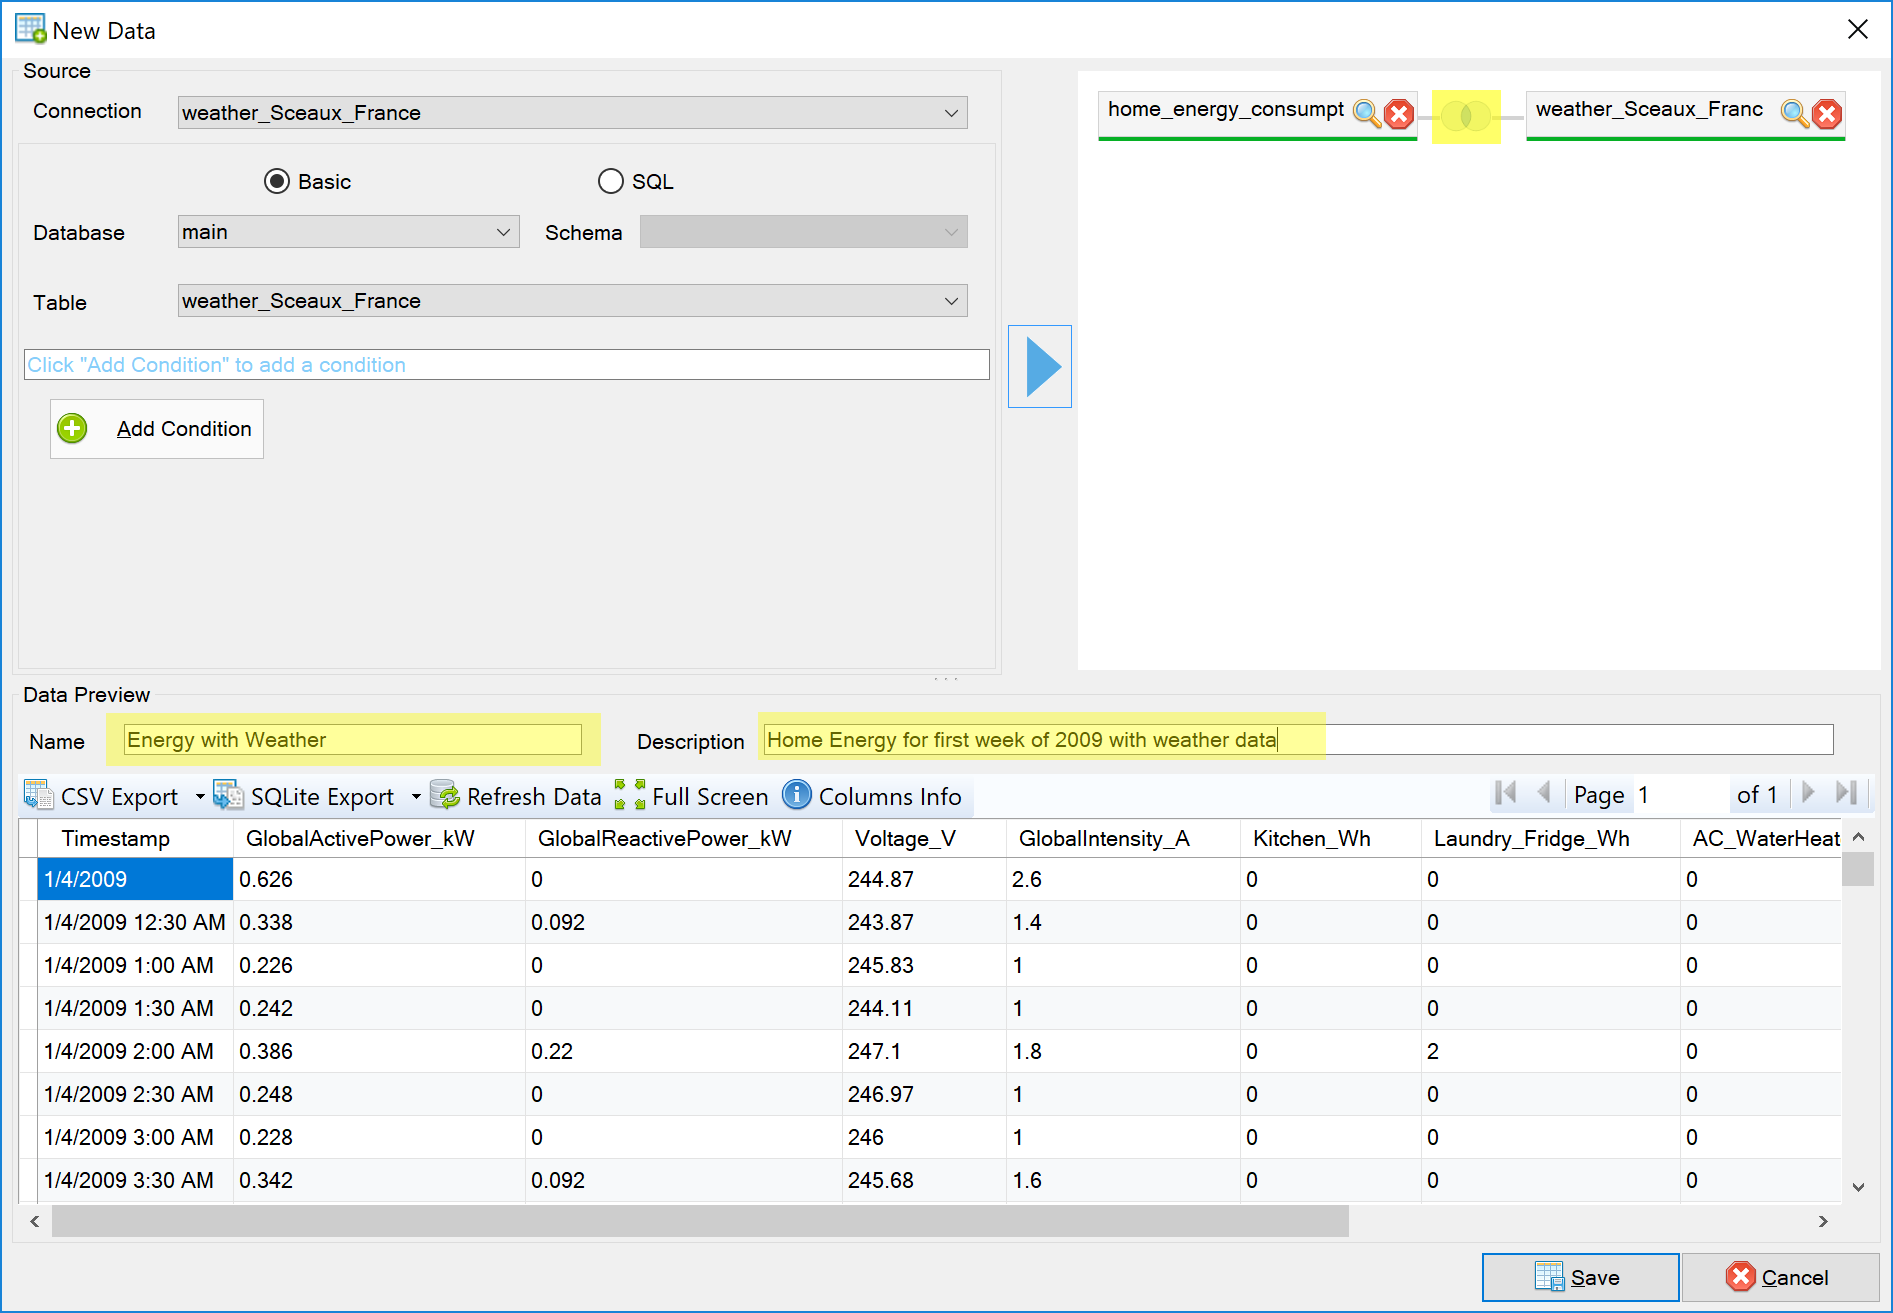 New Data
Source
Connection weather_Sceaux_France
home_energy_consumpt weather_Sceaux_Franc
Basic SQL
Database main Schema
Table weather_Sceaux_France
Click "Add Condition" to add a condition
Add Condition
Data Preview
Name Energy with Weather Description Home Energy for first week of 2009 with weather data
CSV Export SQLite Export Refresh Data Full Screen Columns Info Page 1 of 1
Timestamp GlobalActivePower_kW GlobalReactivePower_kW Voltage_V GlobalIntensity_A Kitchen_Wh Laundry_Fridge_Wh AC_WaterHeat
1/4/2009 0.626 0 244.87 2.6 0 0 0
1/4/2009 12:30 AM 0.338 0.092 243.87 1.4 0 0 0
1/4/2009 1:00 AM 0.226 0 245.83 1 0 0 0
1/4/2009 1:30 AM 0.242 0 244.11 1 0 0 0
1/4/2009 2:00 AM 0.386 0.22 247.1 1.8 0 2 0
1/4/2009 2:30 AM 0.248 0 246.97 1 0 0 0
1/4/2009 3:00 AM 0.228 0 246 1 0 0 0
1/4/2009 3:30 AM 0.342 0.092 245.68 1.6 0 0 0
Save Cancel